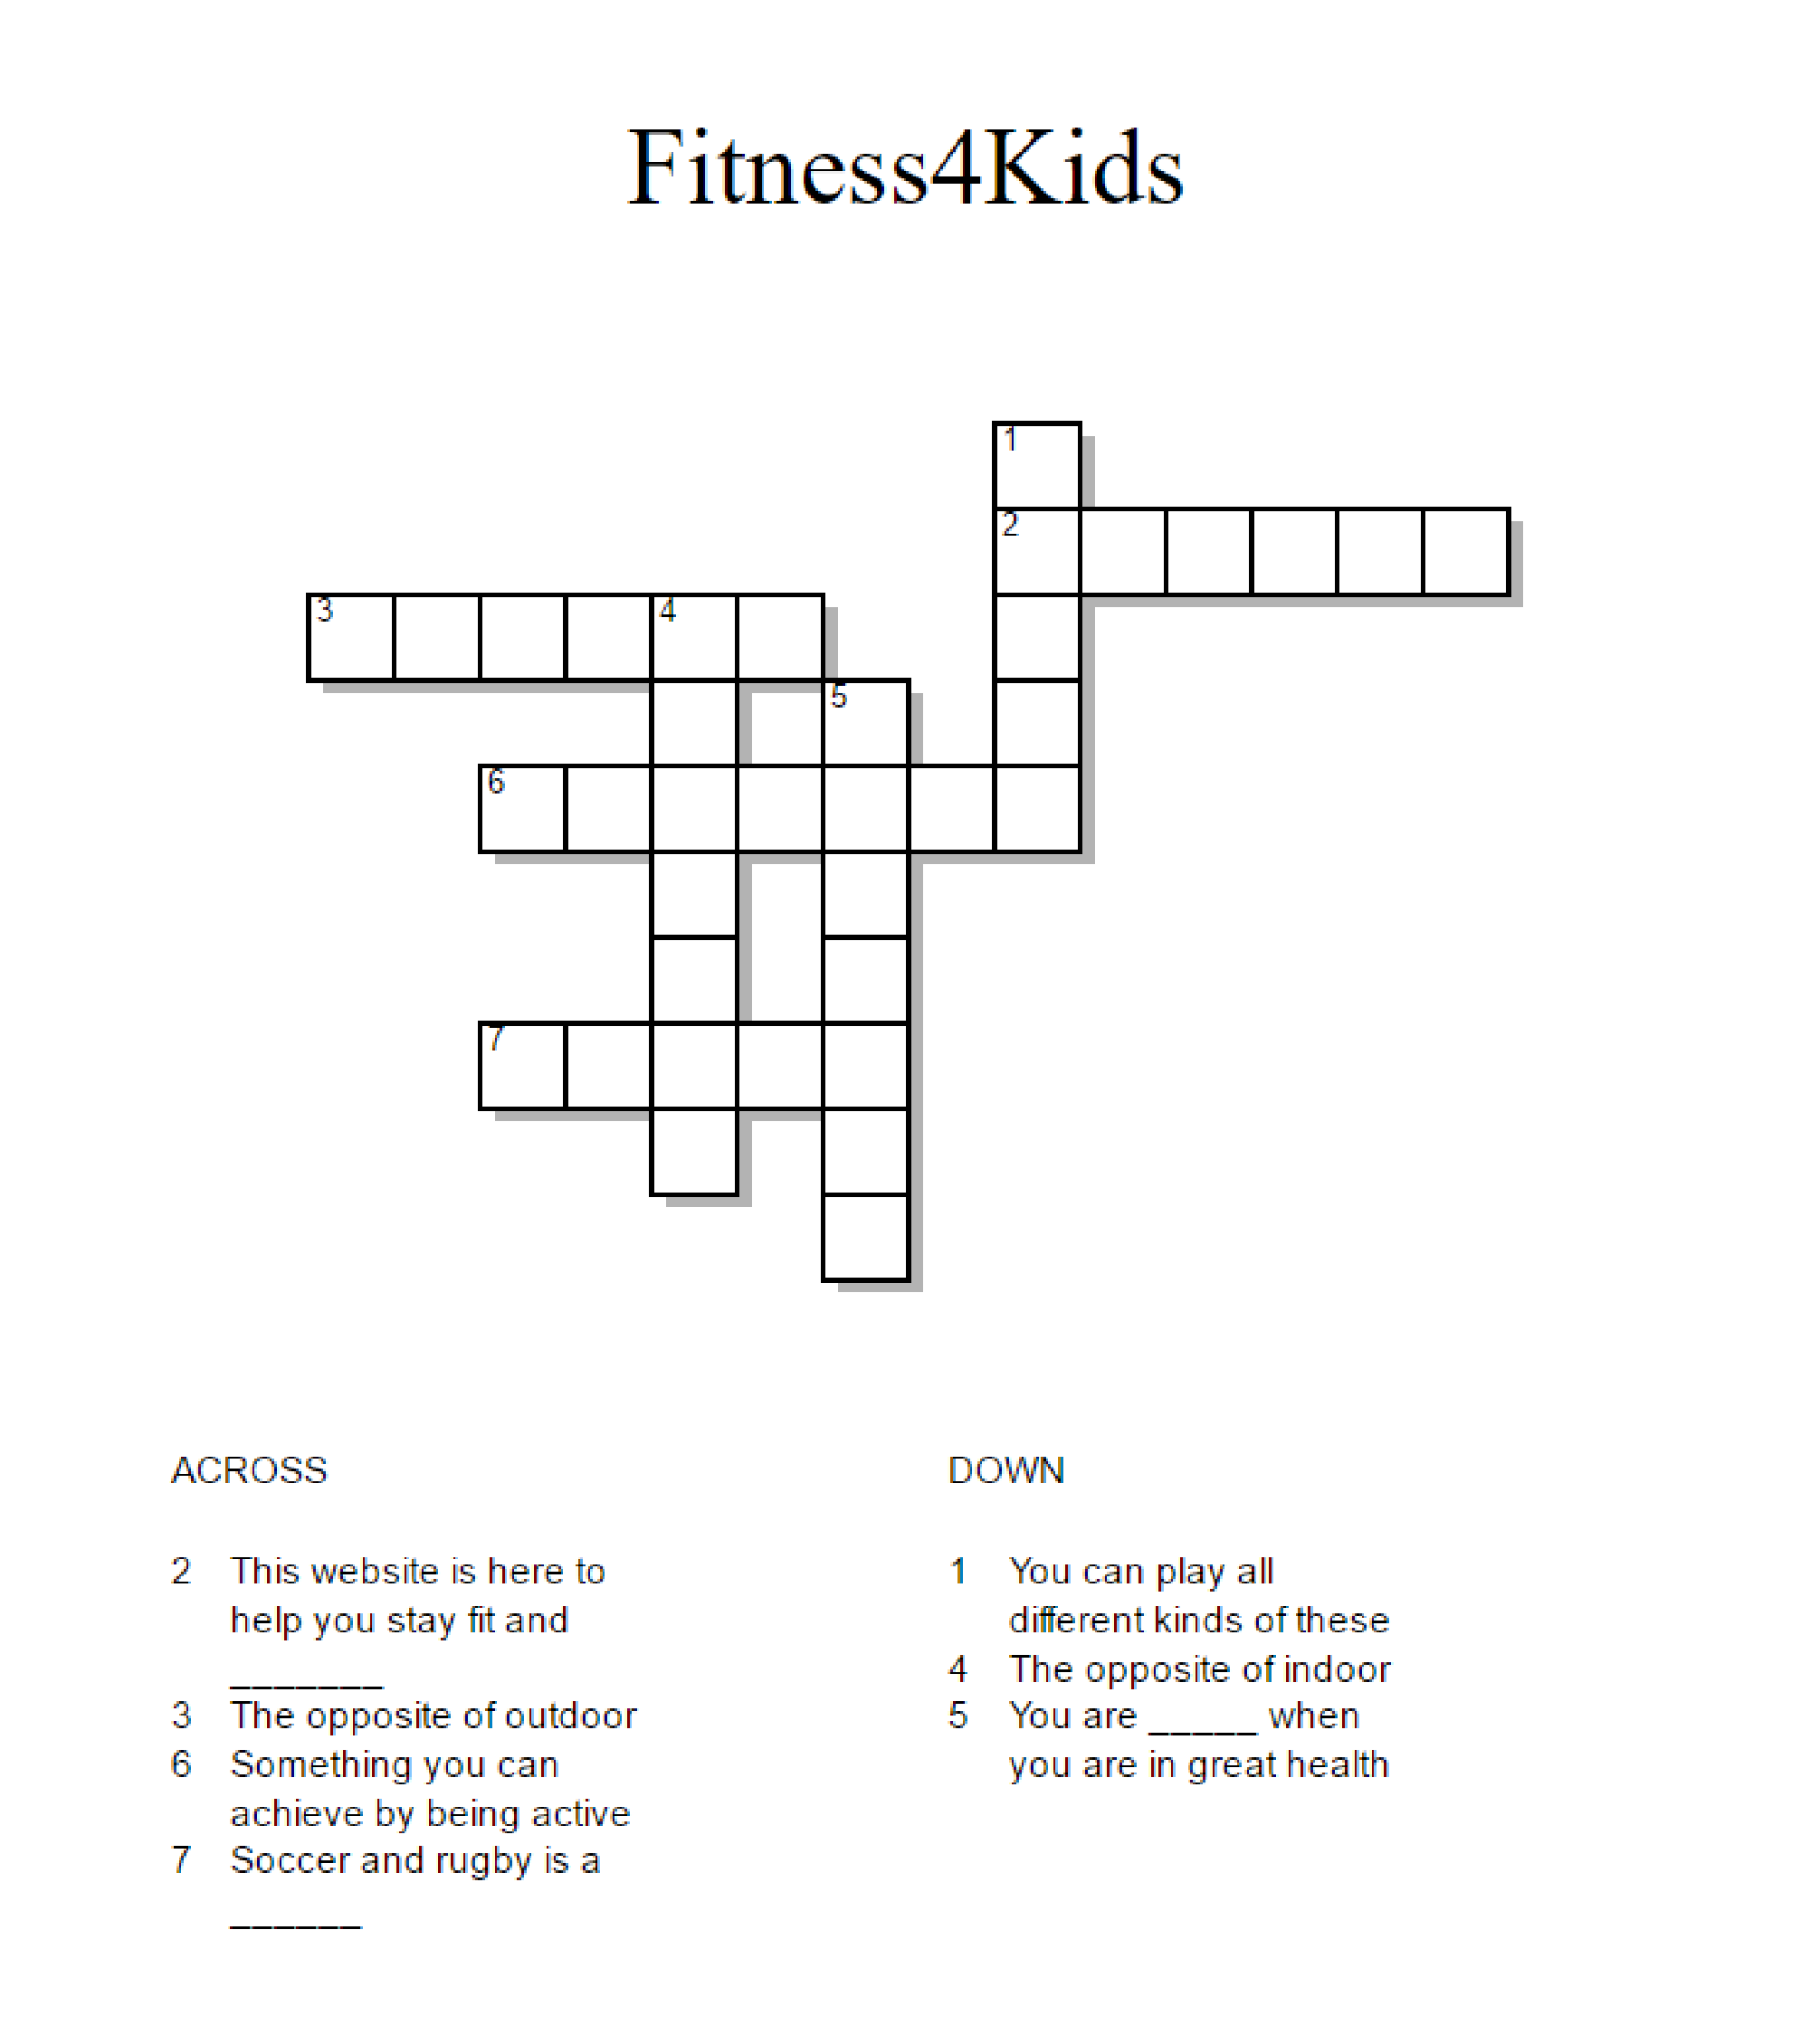 Fitness4Kids
1
2
3 4
5
6
7
ACROSS
2 This website is here to
help you stay fit and
_______
3 The opposite of outdoor
6 Something you can
achieve by being active
7 Soccer and rugby is a
______
DOWN
1 You can play all
different kinds of these
4 The opposite of indoor
5 You are _____ when
you are in great health